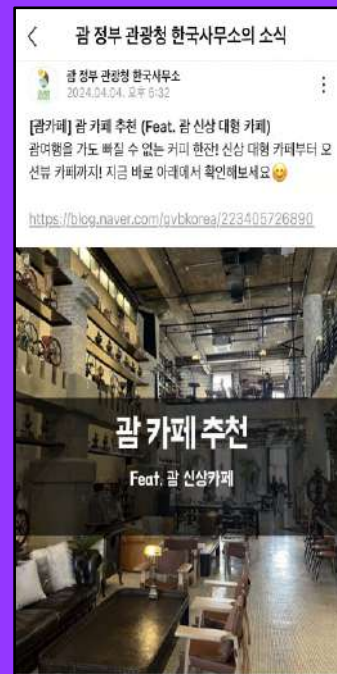 괌 정부 관광청 한국사무소의 소식
괌 정부 관광청 한국사무소
2024.04.04. 오후 5:32
[괌카페] 괌 카페 추천 (Feat. 괌 신상 대형 카페)
괌여행을 가도 빠질 수 없는 커피 한잔! 신상 대형 카페부터 오
션뷰 카페까지! 지금 바로 아래에서 확인해보세요😊
https://blog.naver.com/gvbkorea/223405726890
괌 카페 추천
Feat. 괌 신상카페